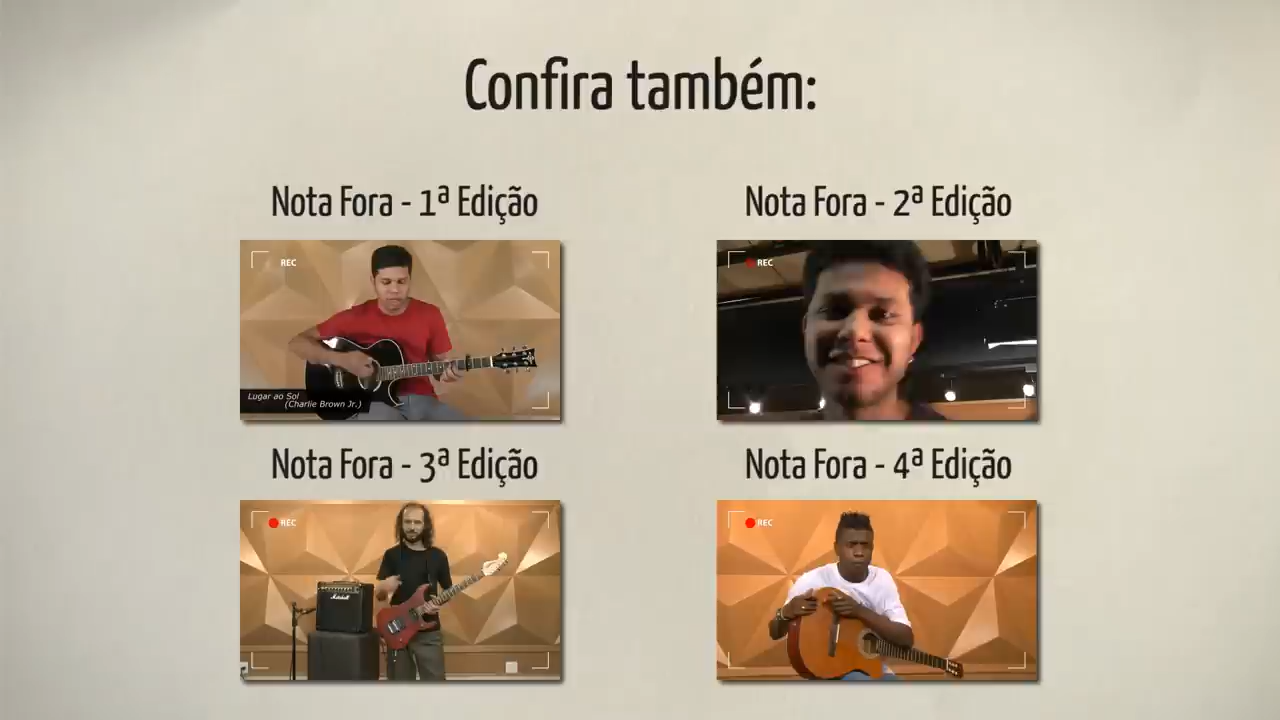 Confira também:
Nota Fora - 1ª Edição
Nota Fora - 2ª Edição
REC
Lugar ao Sol
(Charlie Brown Jr.)
REC
Nota Fora - 3ª Edição
Nota Fora - 4ª Edição
REC
Marshall
REC